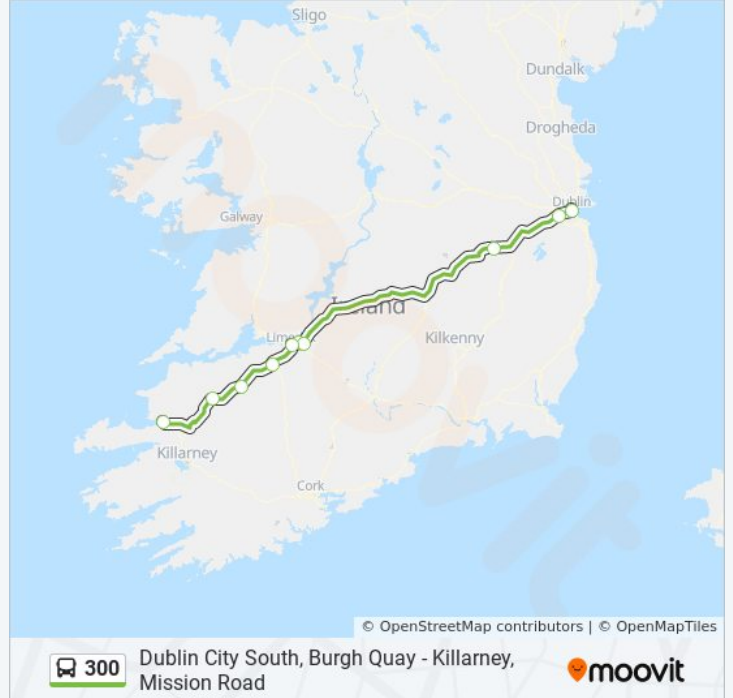 Sligo
Dundalk
Drogheda
Dublin
Galway
Ireland
Limerick
Kilkenny
Killarney
Cork
© OpenStreetMap contributors | © OpenMapTiles
300
Dublin City South, Burgh Quay - Killarney,
Mission Road
moovit